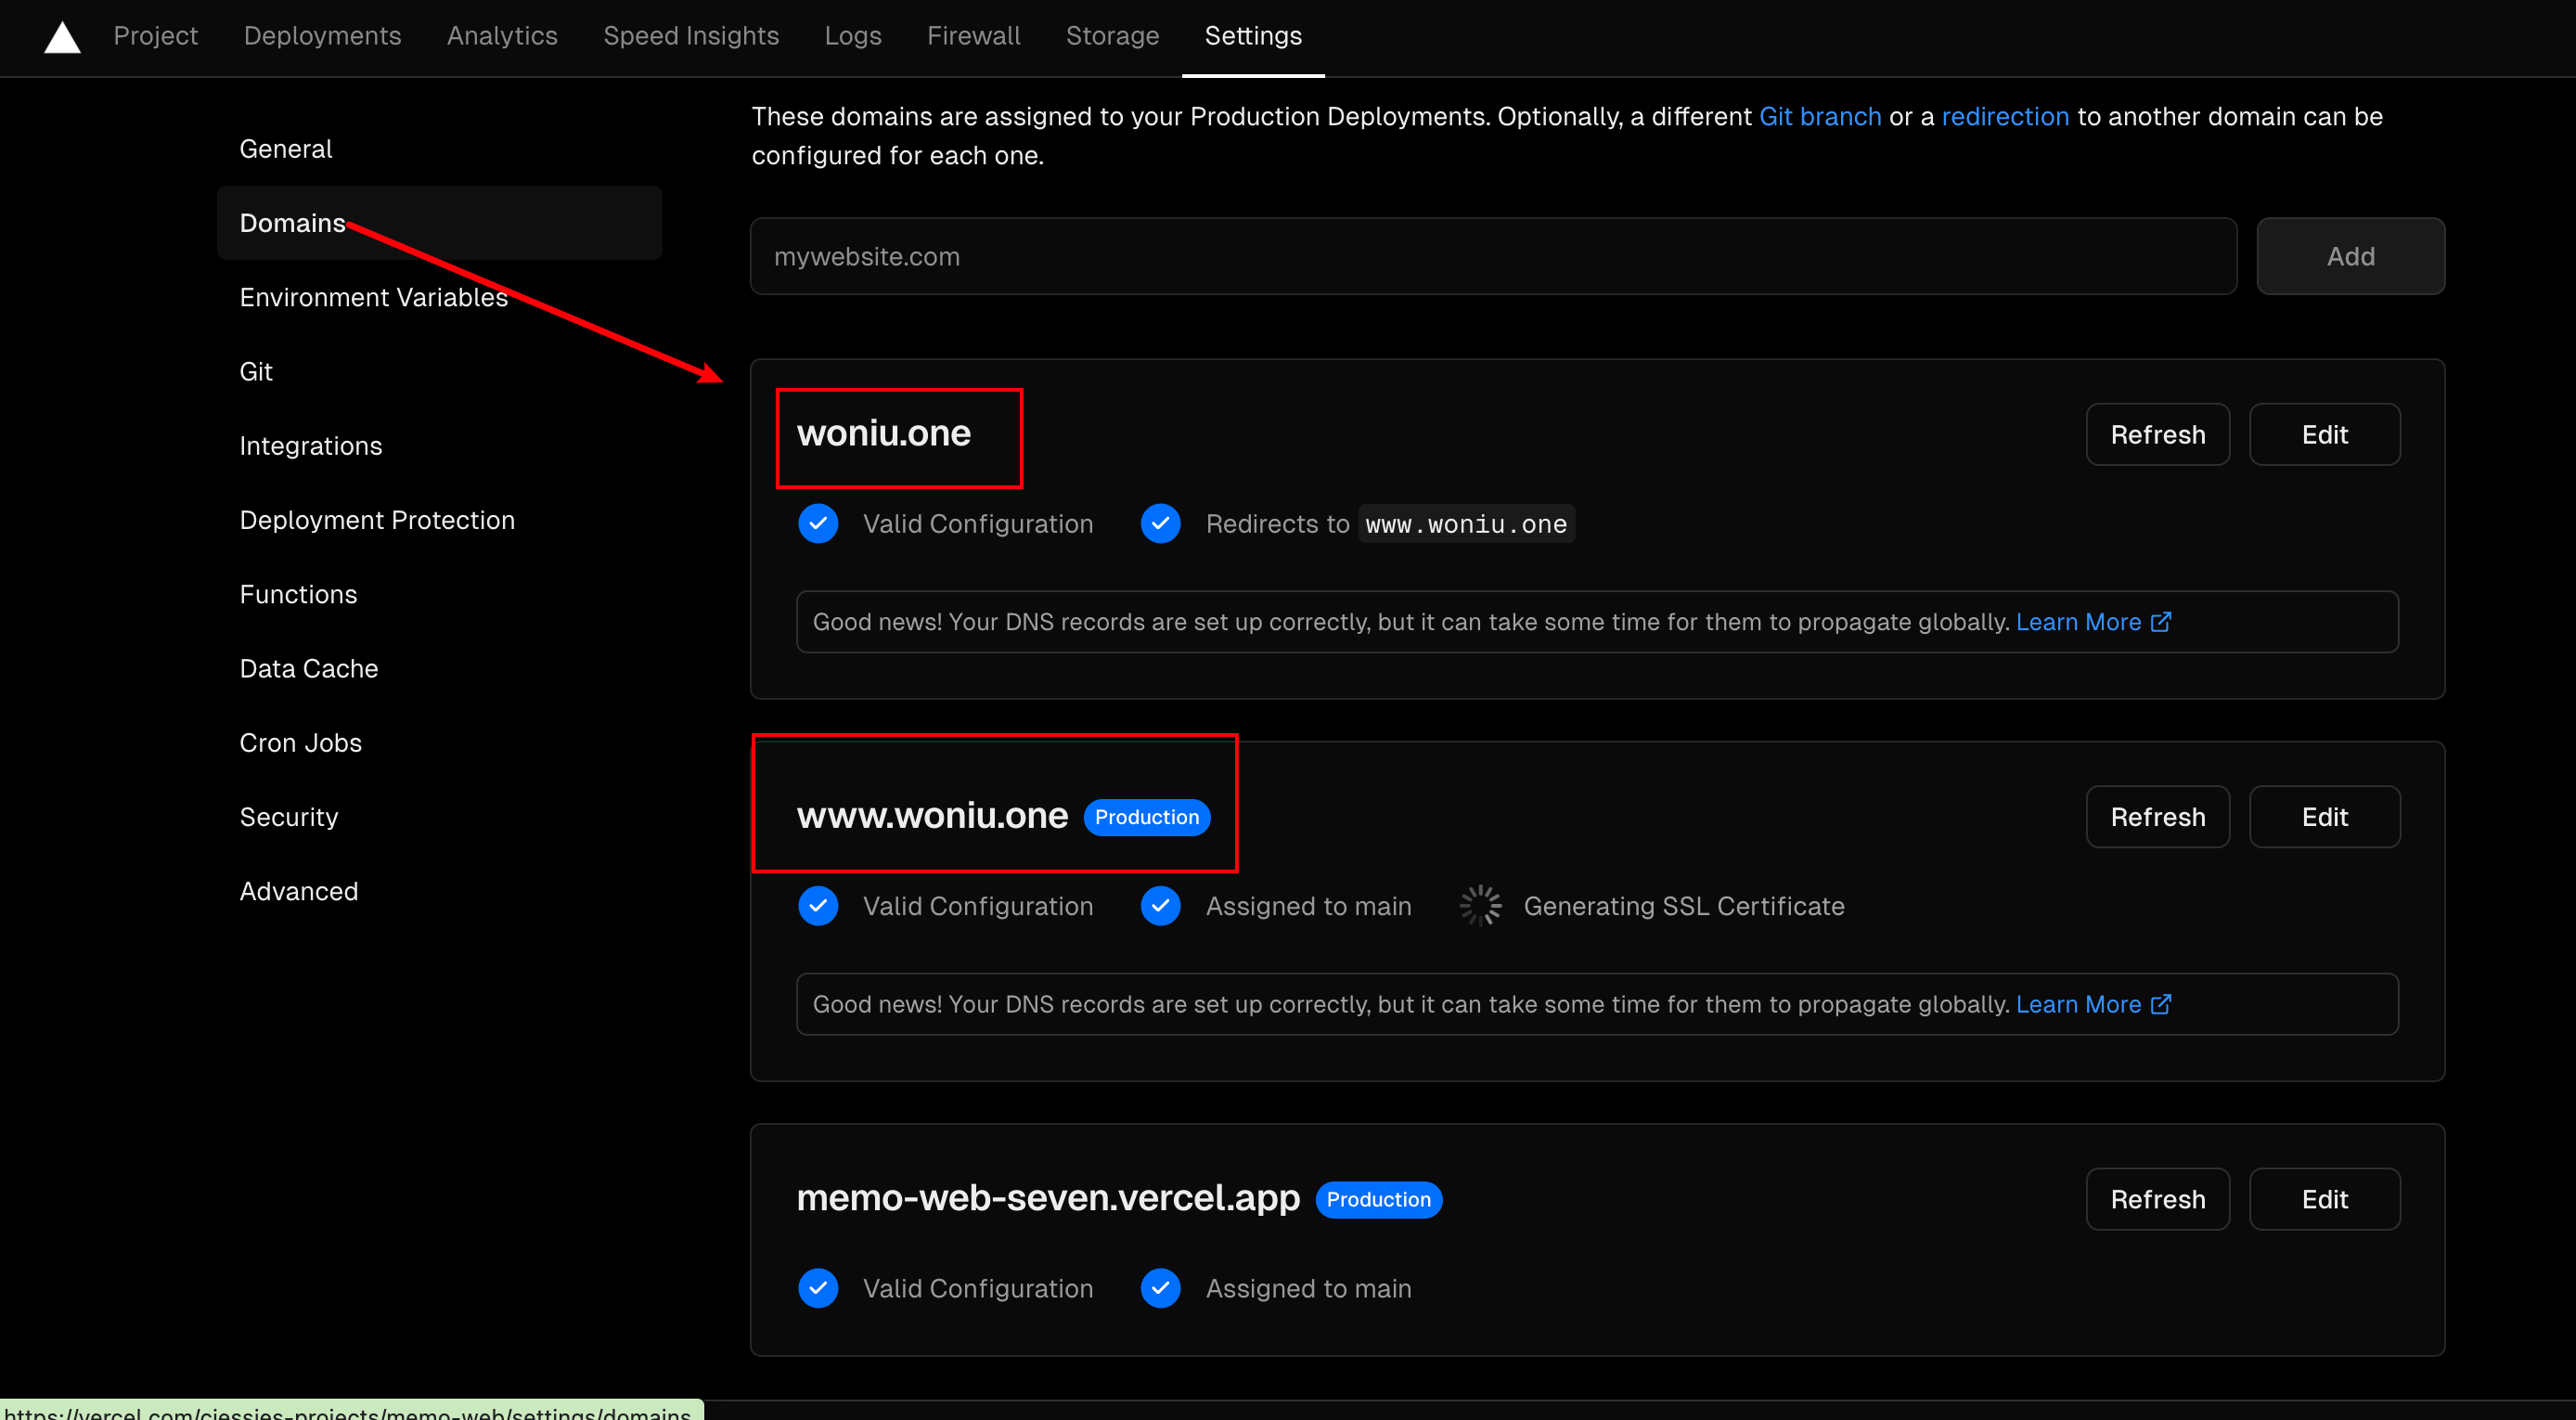 Project Deployments Analytics Speed Insights Logs Firewall Storage Settings
General
Domains
Environment Variables
Git
Integrations
Deployment Protection
Functions
Data Cache
Cron Jobs
Security
Advanced
These domains are assigned to your Production Deployments. Optionally, a different Git branch or a redirection to another domain can be
configured for each one.
mywebsite.com Add
woniu.one Refresh Edit
Valid Configuration Redirects to www.woniu.one
Good news! Your DNS records are set up correctly, but it can take some time for them to propagate globally. Learn More
www.woniu.one Production Refresh Edit
Valid Configuration Assigned to main Generating SSL Certificate
Good news! Your DNS records are set up correctly, but it can take some time for them to propagate globally. Learn More
memo-web-seven.vercel.app Production Refresh Edit
Valid Configuration Assigned to main
https://vercel.com/ciessies-projects/memo-web/settings/domains